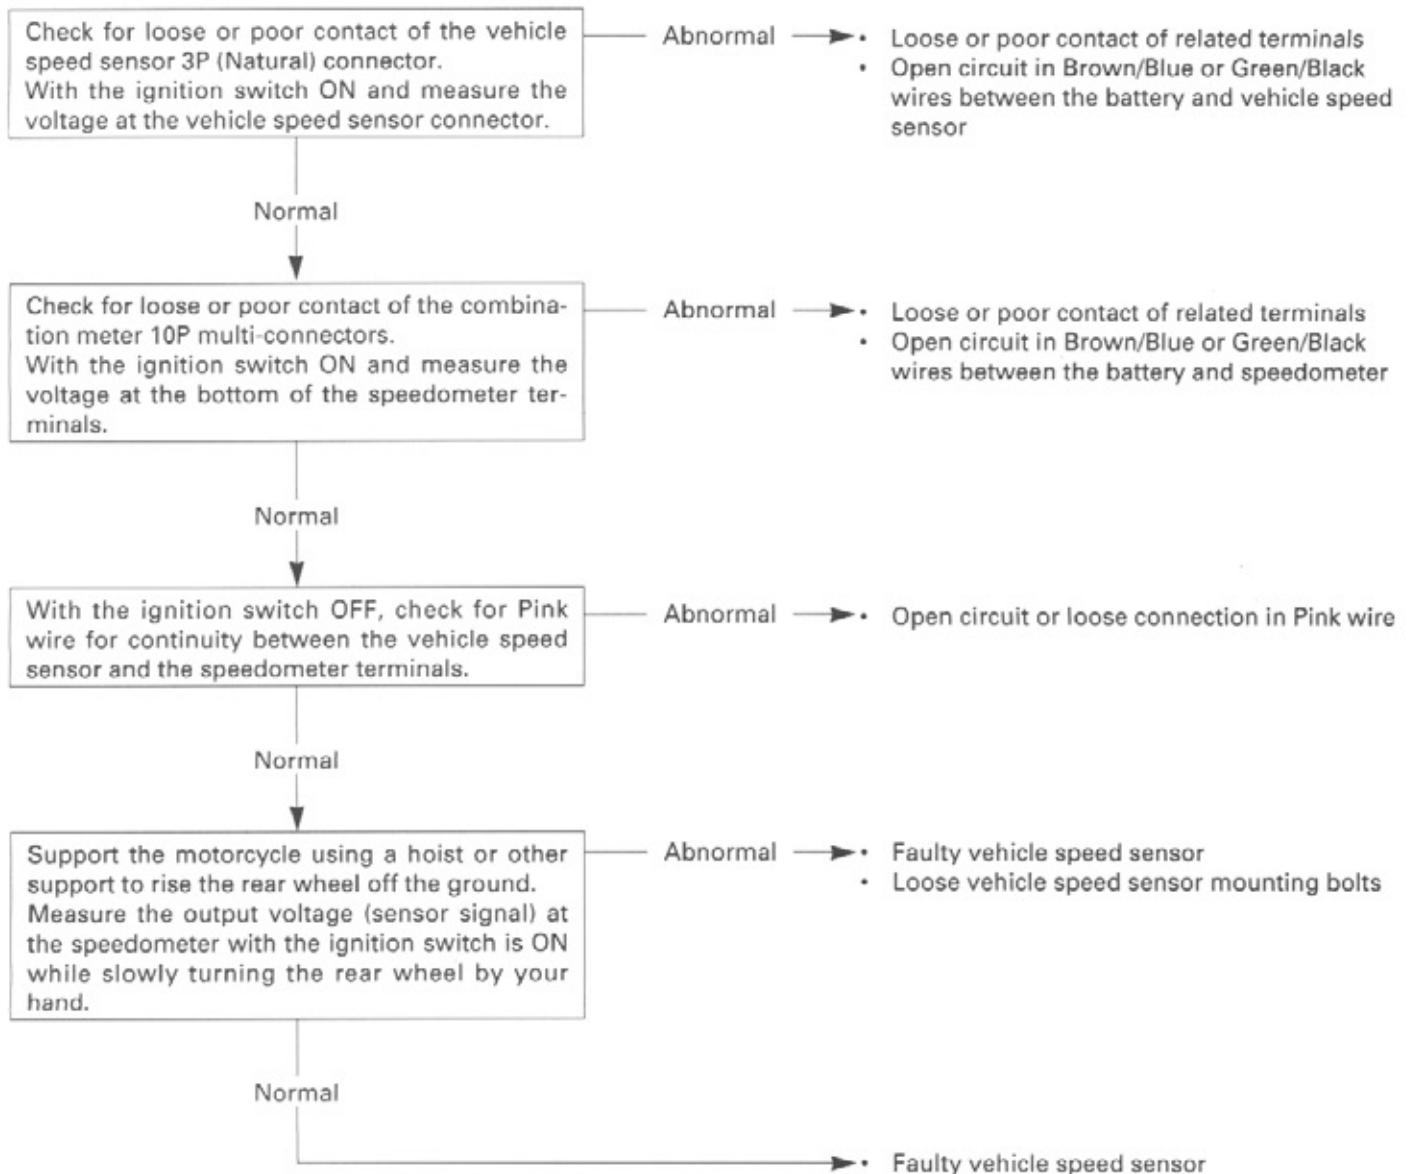 Check for loose or poor contact of the vehicle
speed sensor 3P (Natural) connector.
With the ignition switch ON and measure the
voltage at the vehicle speed sensor connector.
Abnormal
• Loose or poor contact of related terminals
• Open circuit in Brown/Blue or Green/Black
wires between the battery and vehicle speed
sensor
Normal
Check for loose or poor contact of the combina-
tion meter 10P multi-connectors.
With the ignition switch ON and measure the
voltage at the bottom of the speedometer ter-
minals.
Abnormal
• Loose or poor contact of related terminals
• Open circuit in Brown/Blue or Green/Black
wires between the battery and speedometer
Normal
With the ignition switch OFF, check for Pink
wire for continuity between the vehicle speed
sensor and the speedometer terminals.
Abnormal
• Open circuit or loose connection in Pink wire
Normal
Support the motorcycle using a hoist or other
support to rise the rear wheel off the ground.
Measure the output voltage (sensor signal) at
the speedometer with the ignition switch is ON
while slowly turning the rear wheel by your
hand.
Abnormal
• Faulty vehicle speed sensor
• Loose vehicle speed sensor mounting bolts
Normal
• Faulty vehicle speed sensor